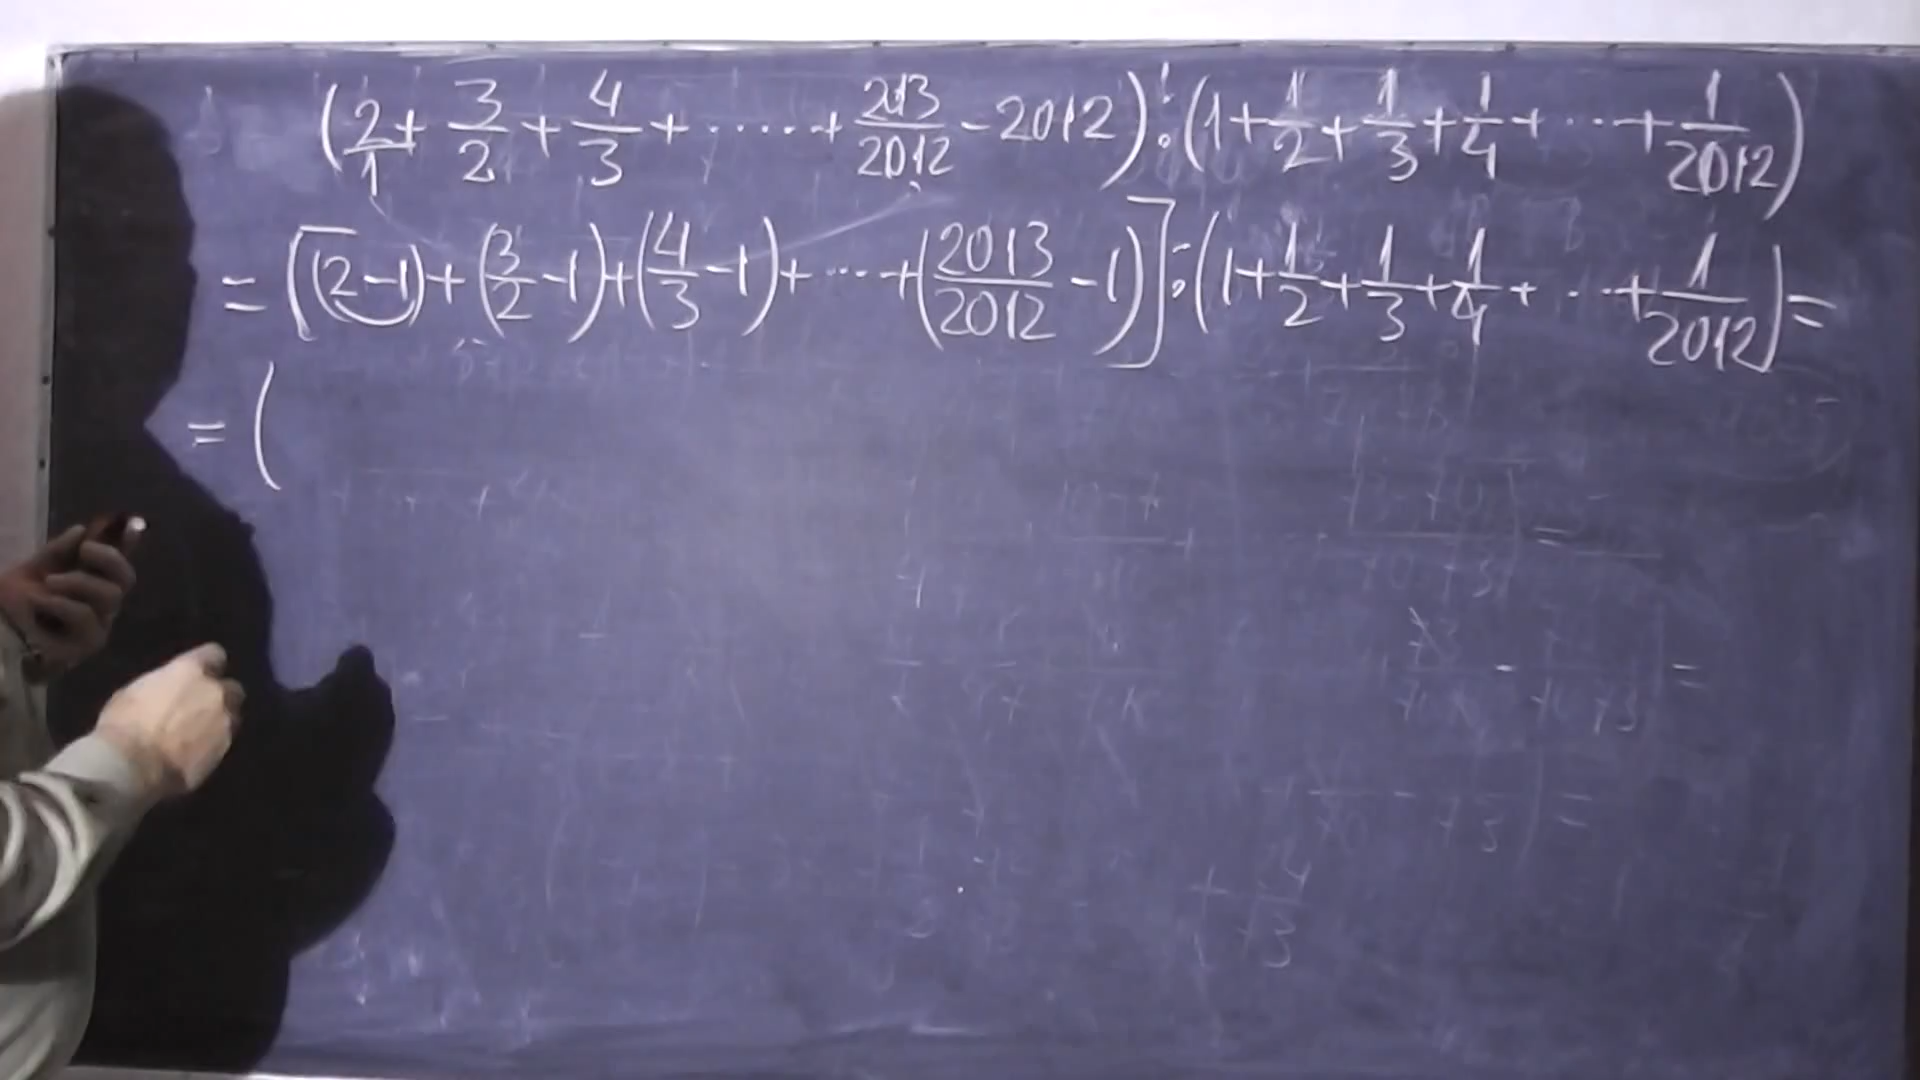 (2/1 + 3/2 + 4/3 + ..... + 2013/2012 - 2012) : (1 + 1/2 + 1/3 + 1/4 + ... + 1/2012)
= [(2-1) + (3/2 - 1) + (4/3 - 1) + ... + (2013/2012 - 1)] : (1 + 1/2 + 1/3 + 1/4 + ... + 1/2012) =
= (